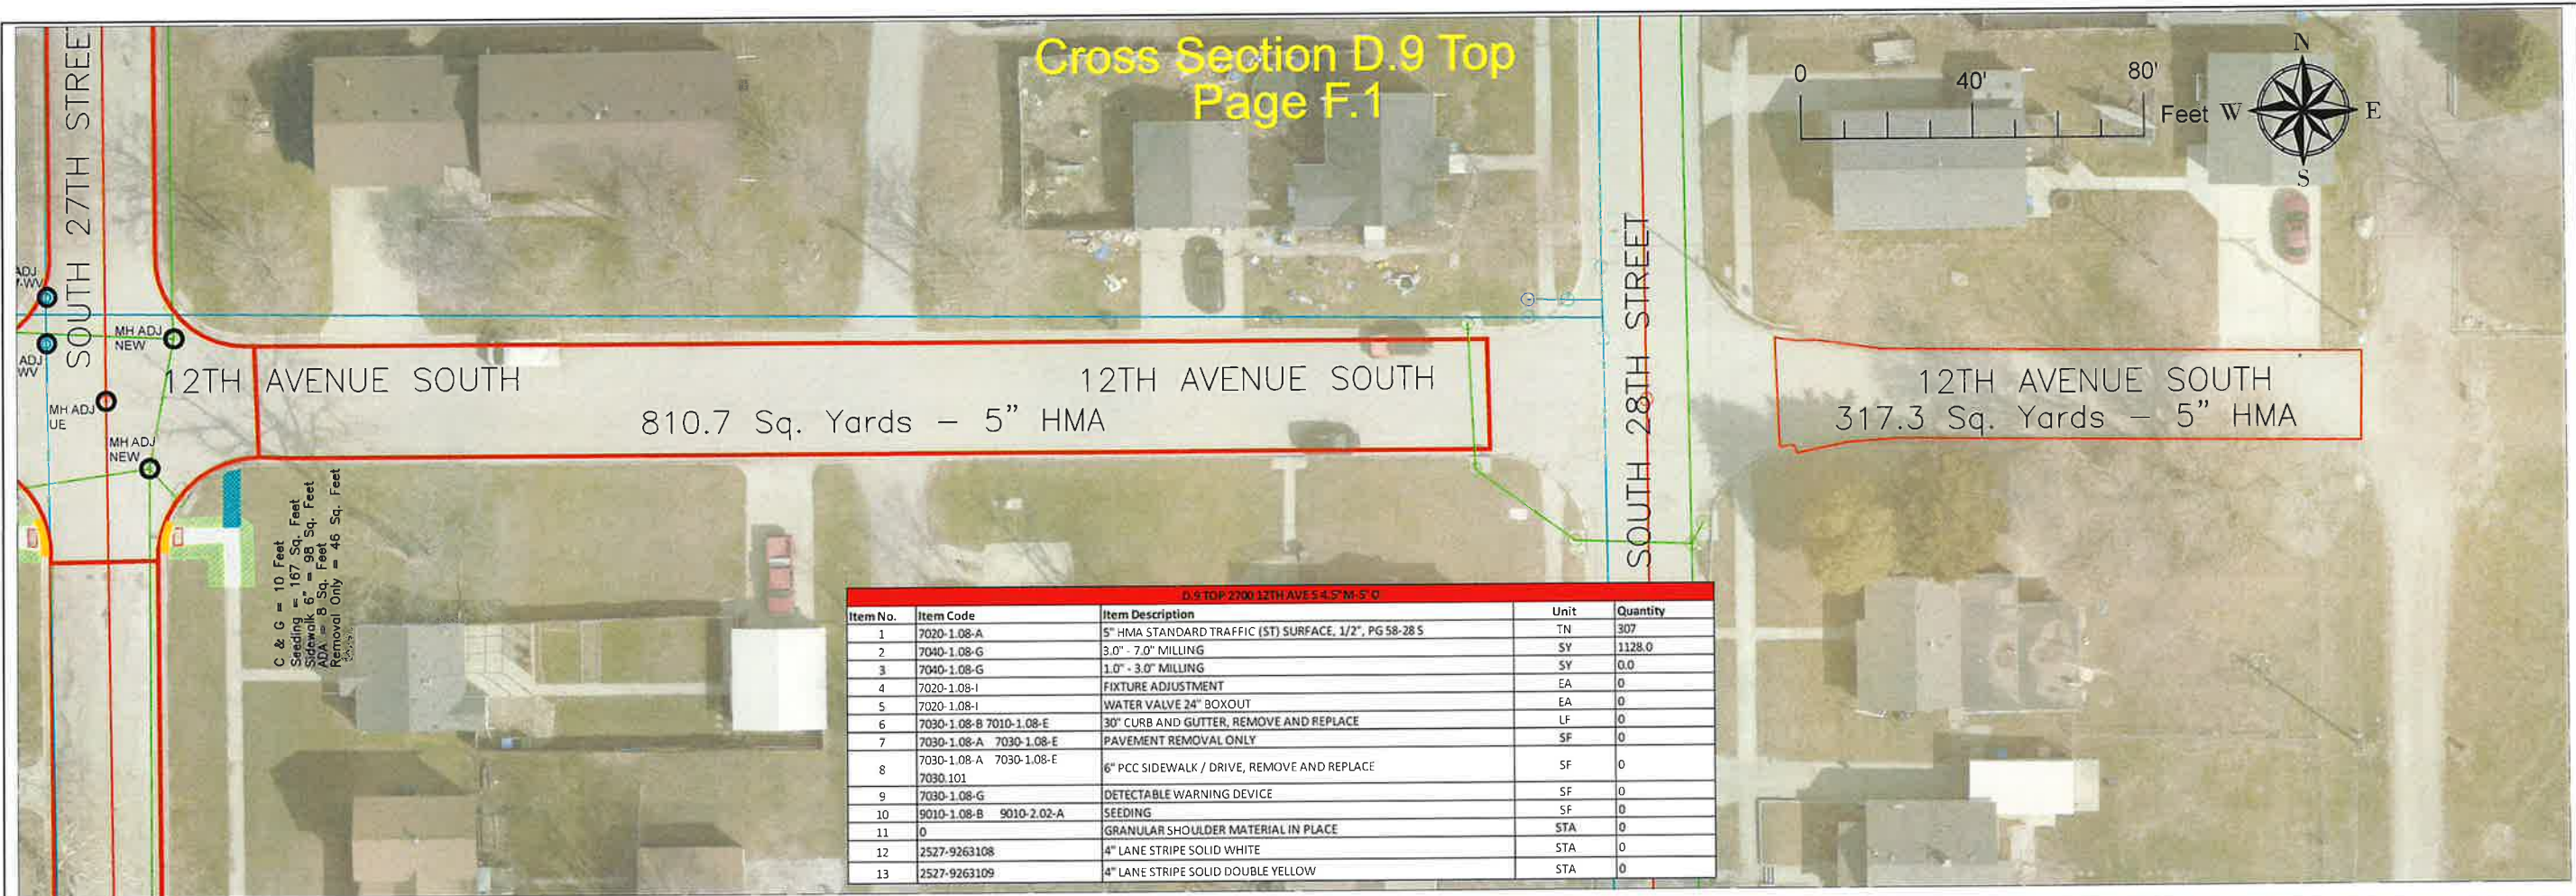 Cross Section D.9 Top
Page F.1
0 40' 80'
Feet
N
W E
S
SOUTH 27TH STREE
SOUTH 28TH STREET
ADJ
ADJ
WV
MH ADJ
NEW
MH ADJ
UE
MH ADJ
NEW
12TH AVENUE SOUTH
12TH AVENUE SOUTH
810.7 Sq. Yards – 5" HMA
12TH AVENUE SOUTH
317.3 Sq. Yards – 5" HMA
C & G = 10 Feet
Seeding = 167 Sq. Feet
Sidewalk 6" = 98 Sq. Feet
ADA = 8 Sq. Feet
Removal Only = 46 Sq. Feet
D.9 TOP 2700 12TH AVE S 4.5" M-5" O
Item No. Item Code Item Description Unit Quantity
1 7020-1.08-A 5" HMA STANDARD TRAFFIC (ST) SURFACE, 1/2", PG 58-28 S TN 307
2 7040-1.08-G 3.0" - 7.0" MILLING SY 1128.0
3 7040-1.08-G 1.0" - 3.0" MILLING SY 0.0
4 7020-1.08-I FIXTURE ADJUSTMENT EA 0
5 7020-1.08-I WATER VALVE 24" BOXOUT EA 0
6 7030-1.08-B 7010-1.08-E 30" CURB AND GUTTER, REMOVE AND REPLACE LF 0
7 7030-1.08-A 7030-1.08-E PAVEMENT REMOVAL ONLY SF 0
8 7030-1.08-A 7030-1.08-E 7030.101 6" PCC SIDEWALK / DRIVE, REMOVE AND REPLACE SF 0
9 7030-1.08-G DETECTABLE WARNING DEVICE SF 0
10 9010-1.08-B 9010-2.02-A SEEDING SF 0
11 0 GRANULAR SHOULDER MATERIAL IN PLACE STA 0
12 2527-9263108 4" LANE STRIPE SOLID WHITE STA 0
13 2527-9263109 4" LANE STRIPE SOLID DOUBLE YELLOW STA 0